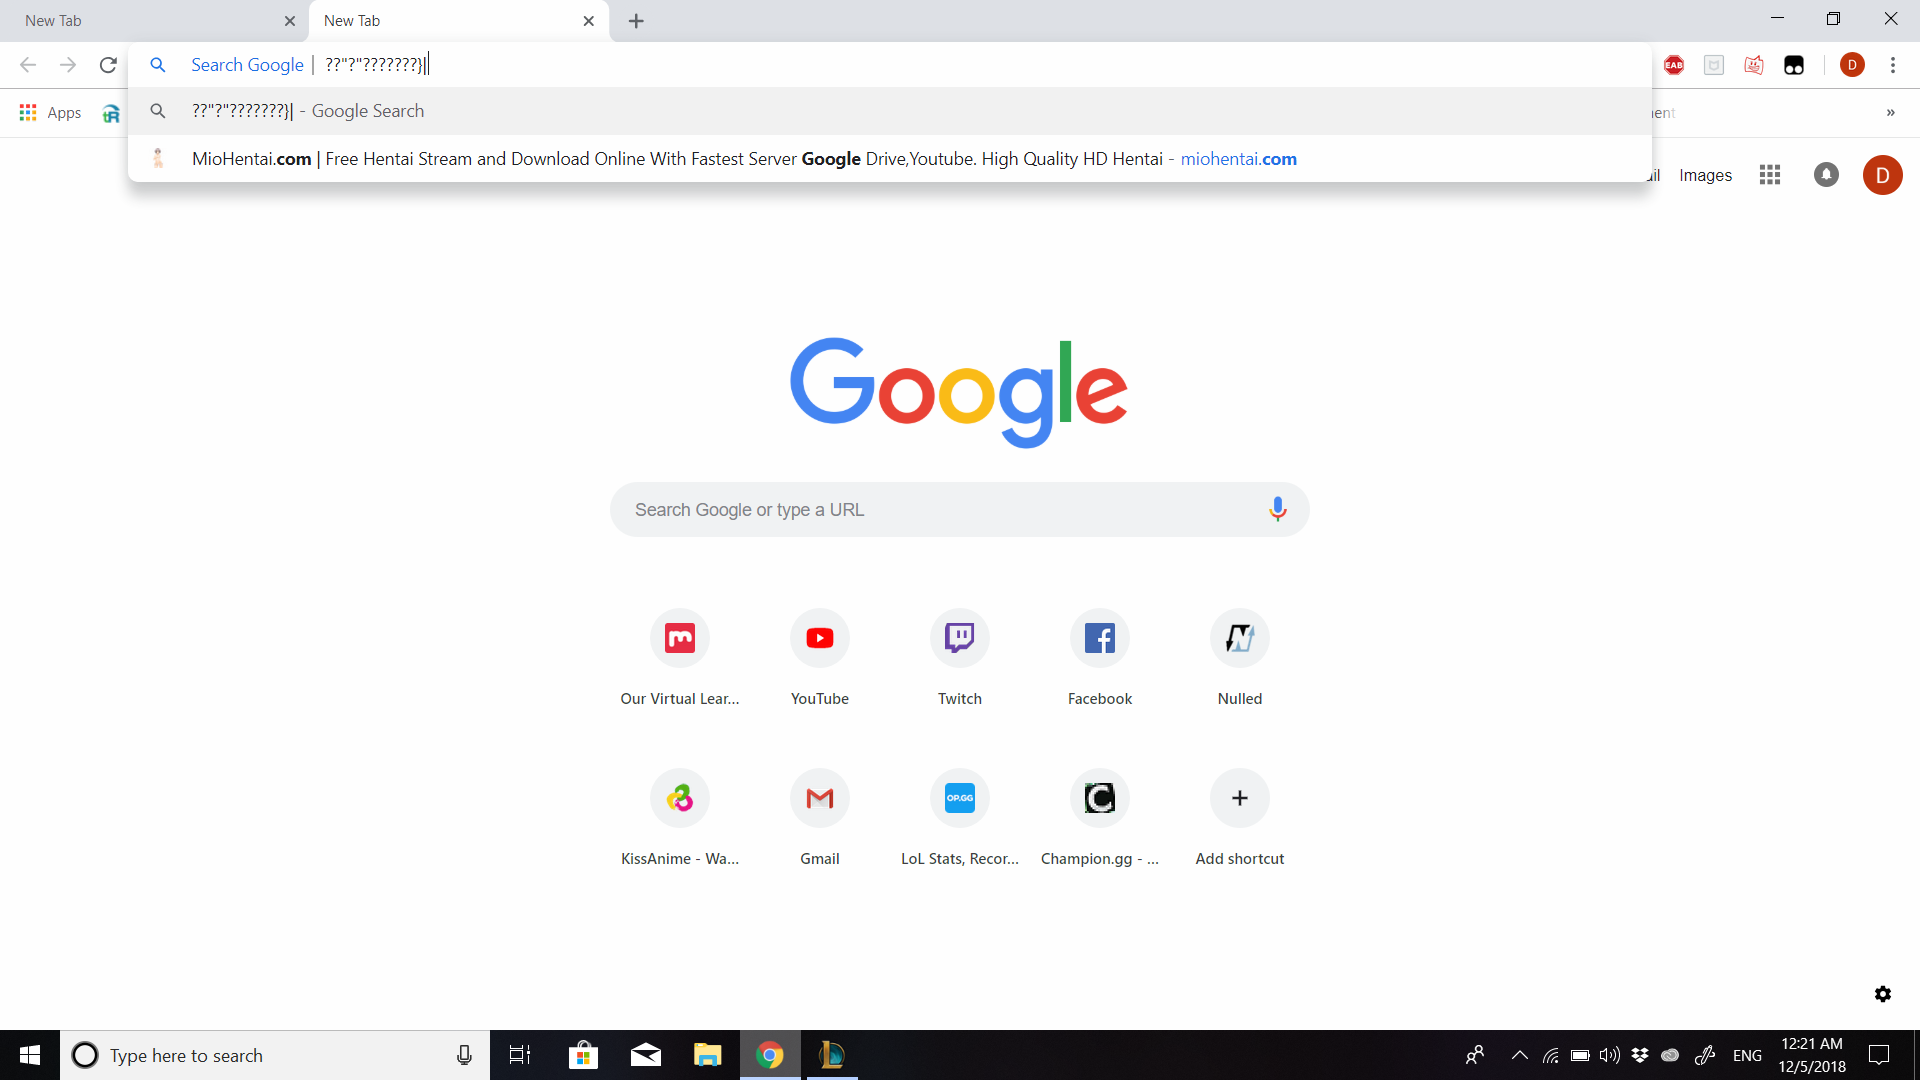 New Tab
New Tab
Search Google | ??"?"???????}|
??"?"???????}| - Google Search
MioHentai.com | Free Hentai Stream and Download Online With Fastest Server Google Drive,Youtube. High Quality HD Hentai - miohentai.com
EAB
D
Apps
Images
D
Google
Search Google or type a URL
Our Virtual Lear...
YouTube
Twitch
Facebook
Nulled
OP.GG
KissAnime - Wa...
Gmail
LoL Stats, Recor...
Champion.gg - ...
Add shortcut
Type here to search
ENG
12:21 AM
12/5/2018